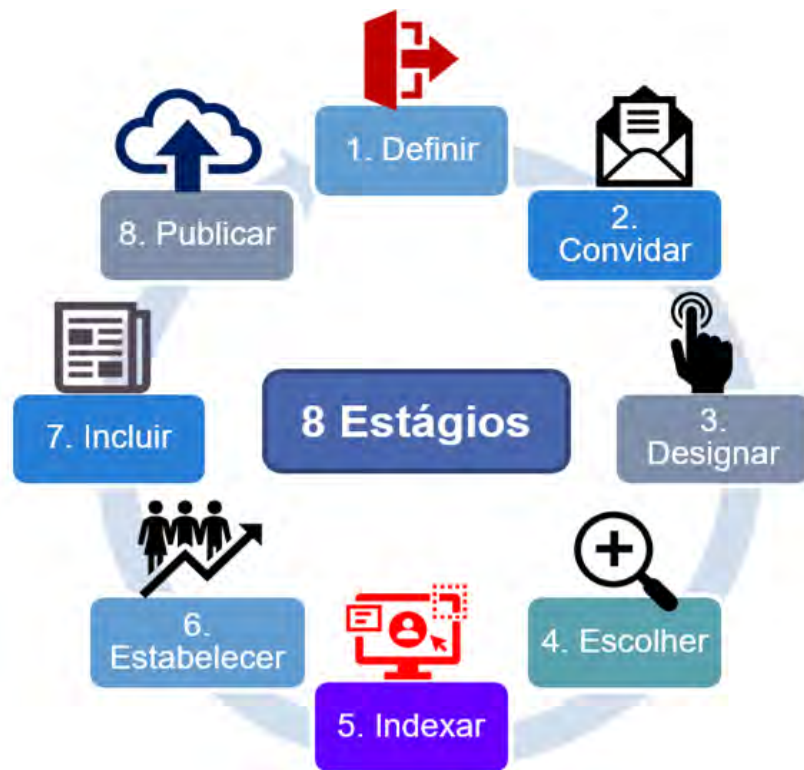 1. Definir
2.
Convidar
3.
Designar
4. Escolher
5. Indexar
6.
Estabelecer
7. Incluir
8. Publicar
8 Estágios